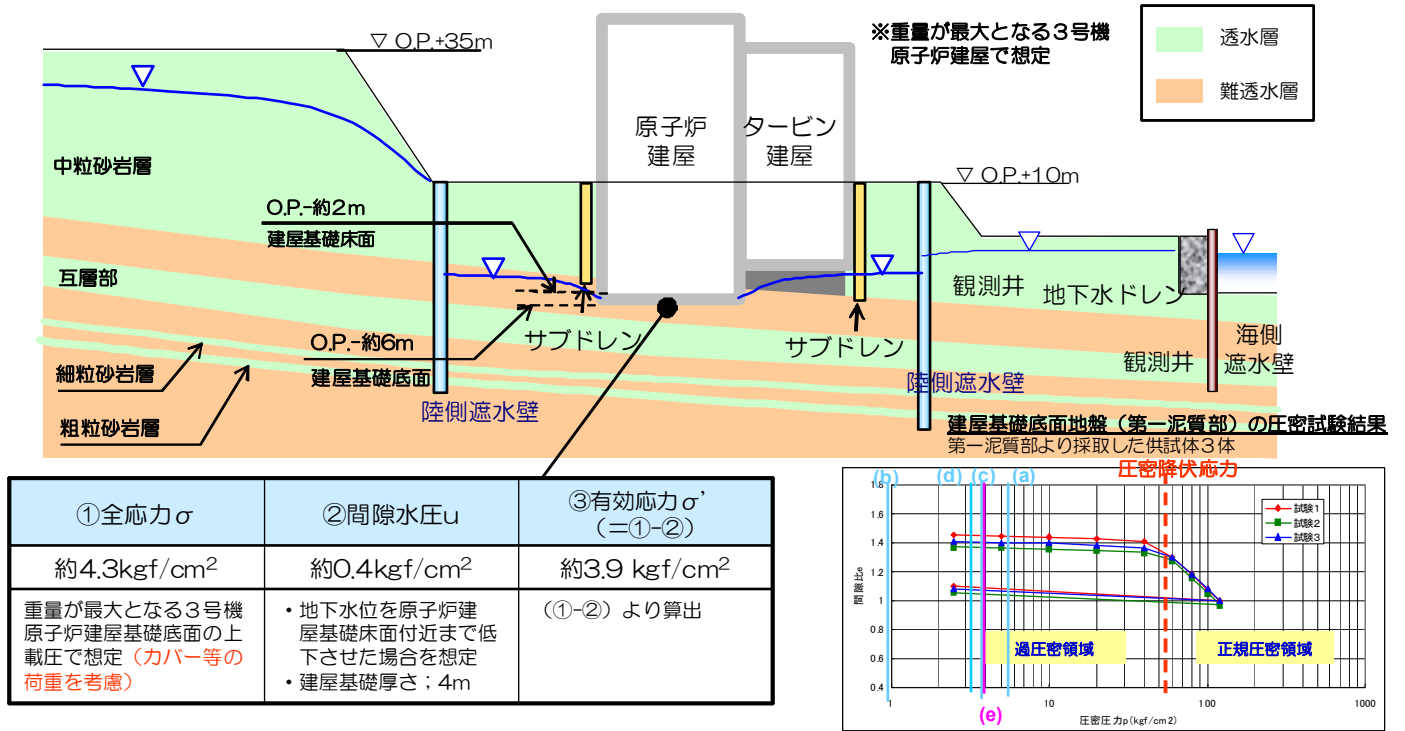 ▽ O.P.+35m
※重量が最大となる3号機
原子炉建屋で想定
透水層
難透水層
原子炉
建屋
タービン
建屋
中粒砂岩層
▽ O.P.+10m
O.P.-約2m
建屋基礎床面
互層部
観測井
地下水ドレン
O.P.-約6m
建屋基礎底面
サブドレン
サブドレン
海側
遮水壁
観測井
細粒砂岩層
陸側遮水壁
陸側遮水壁
粗粒砂岩層
建屋基礎底面地盤(第一泥質部)の圧密試験結果
第一泥質部より採取した供試体3体
圧密降伏応力
①全応力σ
②間隙水圧u
③有効応力σ’
(=①-②)
約4.3kgf/cm2
約0.4kgf/cm2
約3.9 kgf/cm2
重量が最大となる3号機
原子炉建屋基礎底面の上
載圧で想定(カバー等の
荷重を考慮)
・地下水位を原子炉建
屋基礎床面付近まで低
下させた場合を想定
・建屋基礎厚さ;4m
(①-②)より算出
(b)
(d)
(c)
(a)
1.8
1.6
1.4
1.2
1
0.8
0.6
0.4
間隙比e
試験1
試験2
試験3
過圧密領域
正規圧密領域
1
10
100
1000
(e)
圧密圧力p(kgf/cm2)